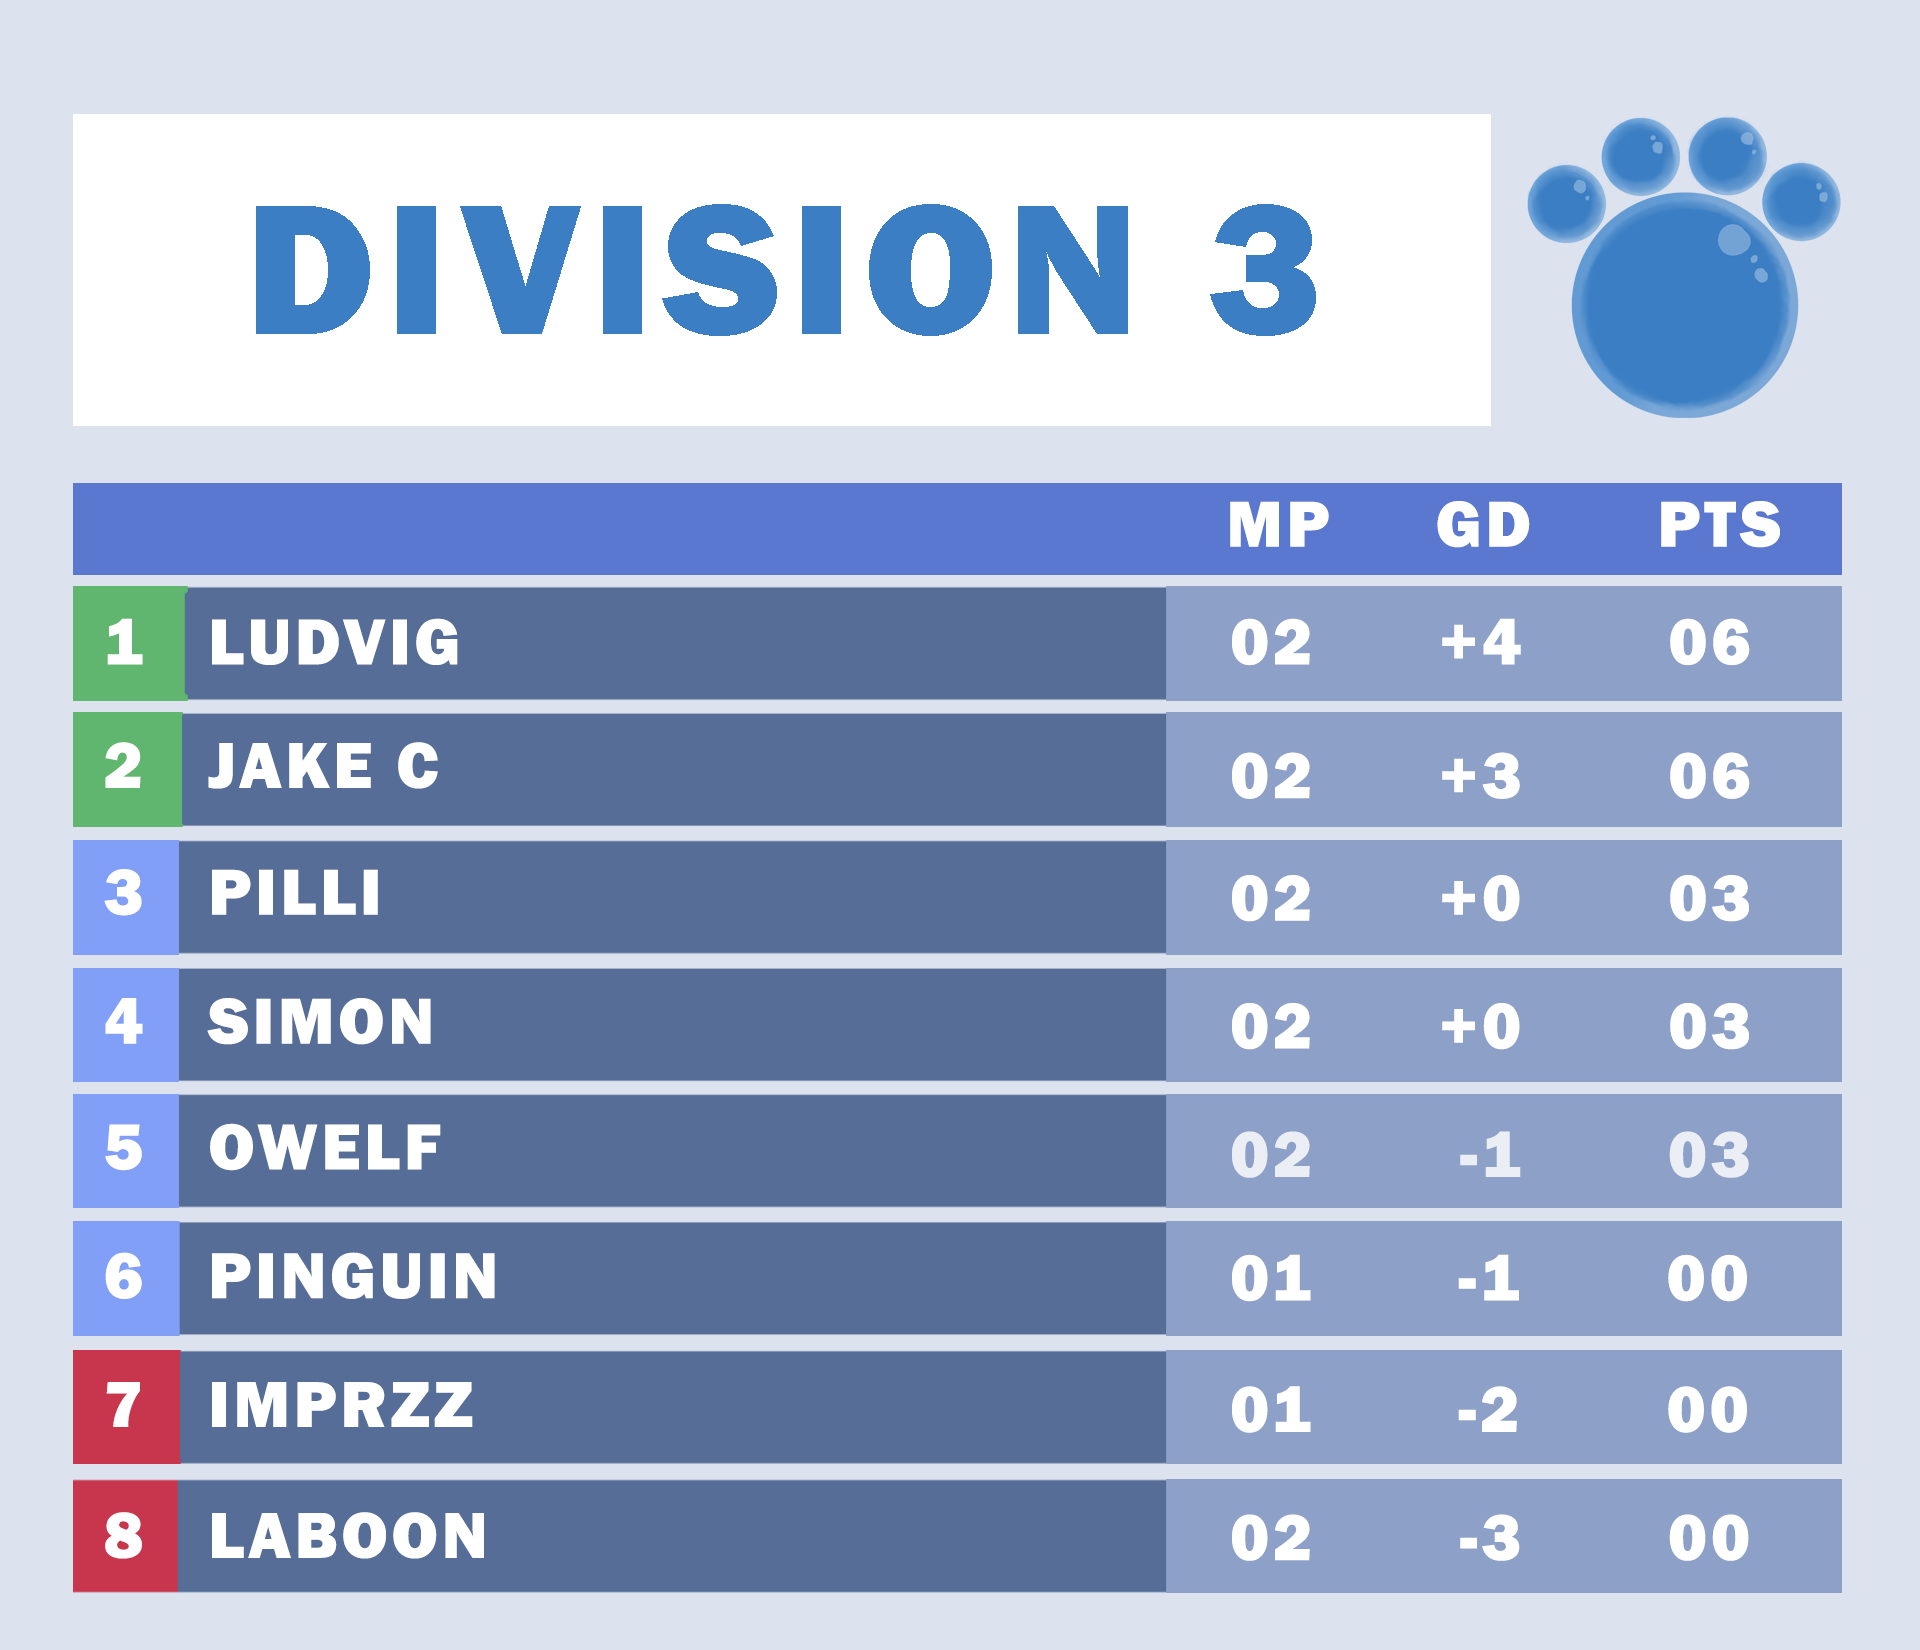 DIVISION 3
MP GD PTS
1 LUDVIG 02 +4 06
2 JAKE C 02 +3 06
3 PILLI 02 +0 03
4 SIMON 02 +0 03
5 OWELF 02 -1 03
6 PINGUIN 01 -1 00
7 IMPRZZ 01 -2 00
8 LABOON 02 -3 00